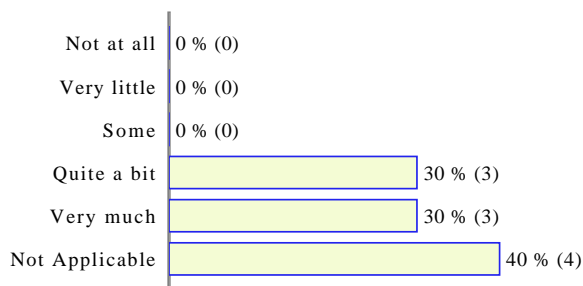 Not at all 0 % (0)
Very little 0 % (0)
Some 0 % (0)
Quite a bit 30 % (3)
Very much 30 % (3)
Not Applicable 40 % (4)